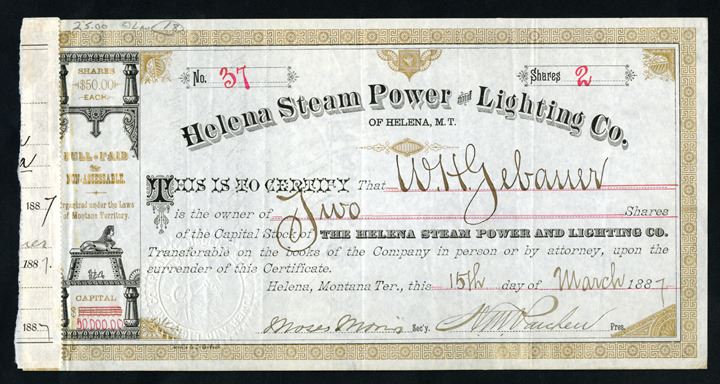 25.00
No. 37
Shares 2
SHARES
$50.00
EACH
Helena Steam Power and Lighting Co.
OF HELENA, M.T.
FULL-PAID
NON-ASSESSABLE.
Organized under the Laws
of Montana Territory.
CAPITAL
THIS IS TO CERTIFY That W.H. Gebauer
is the owner of Two Shares
of the Capital Stock of THE HELENA STEAM POWER AND LIGHTING CO.
Transferable on the books of the Company in person or by attorney, upon the
surrender of this Certificate.
Helena, Montana Ter., this 15th day of March 1887
Moses Morris Sec'y. Pres.
1887
1887.
188